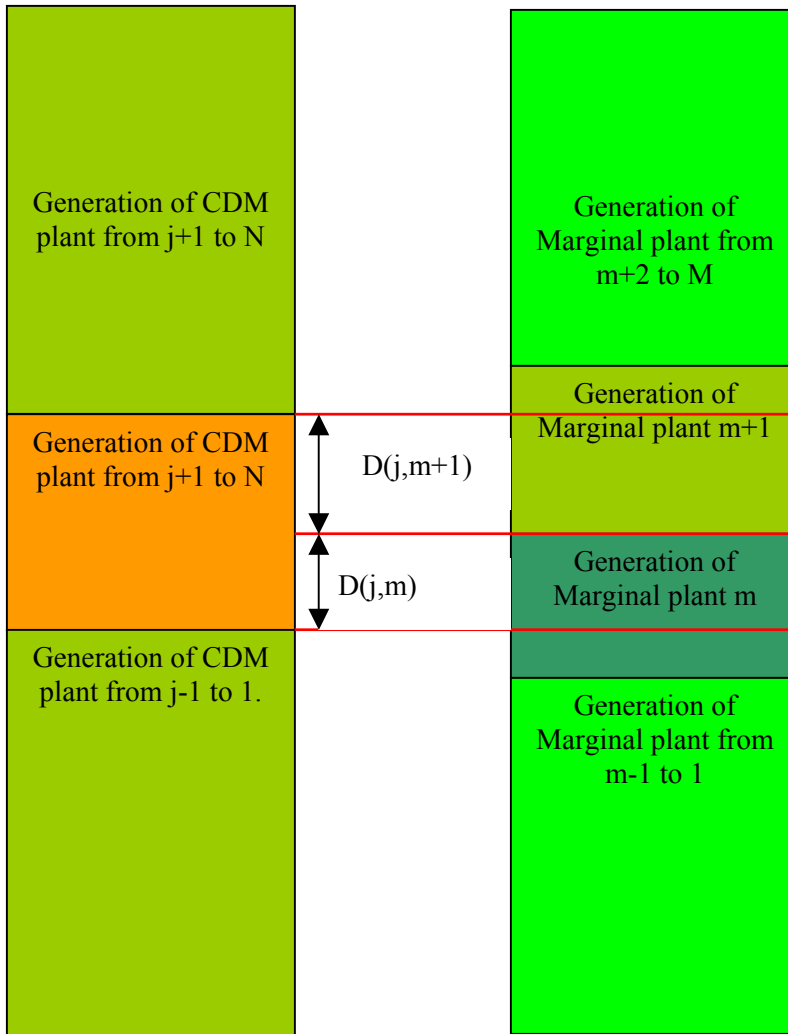 Generation of CDM
plant from j+1 to N
Generation of CDM
plant from j+1 to N
Generation of CDM
plant from j-1 to 1.
D(j,m+1)
D(j,m)
Generation of
Marginal plant from
m+2 to M
Generation of
Marginal plant m+1
Generation of
Marginal plant m
Generation of
Marginal plant from
m-1 to 1